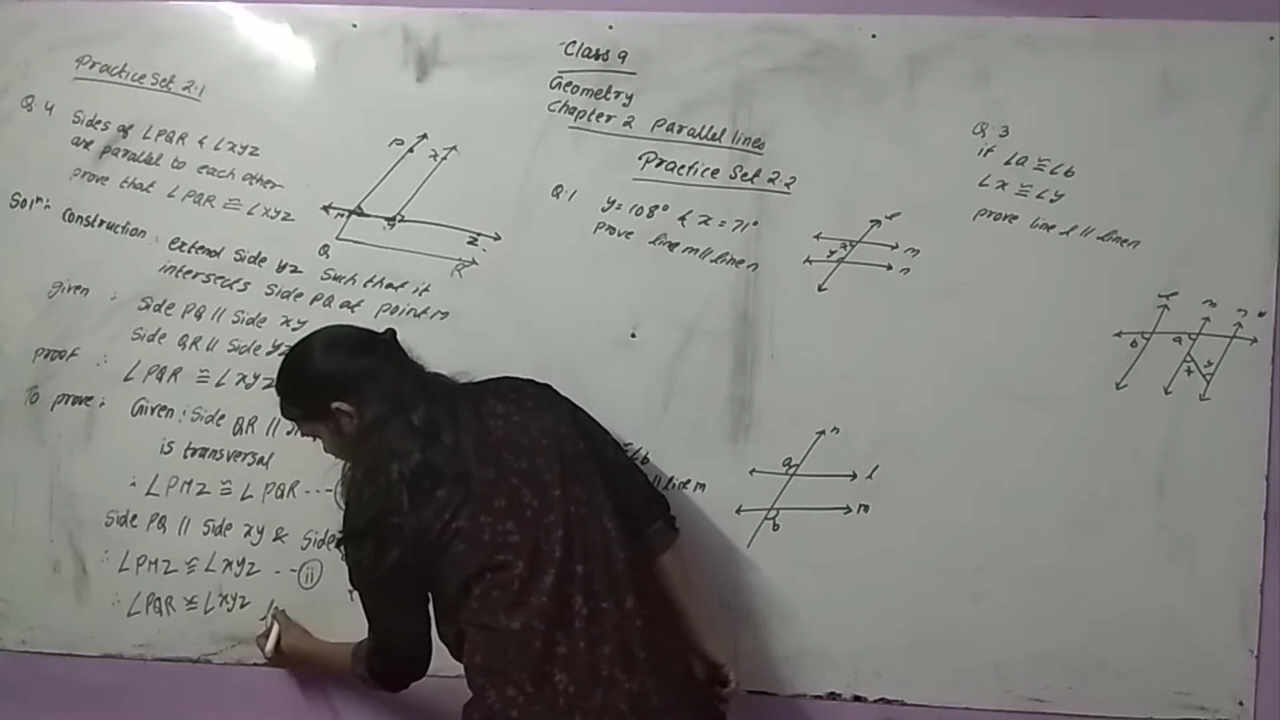 Practice Set 2.1
Q.4 Sides of ∠PQR & ∠XYZ
are parallel to each other
prove that ∠PQR ≅ ∠XYZ
Solⁿ: Construction: extend Side YZ Such that it
intersects Side PQ at point M
given: Side PQ || Side XY
Side QR || Side YZ
proof: ∠PQR ≅ ∠XYZ
To prove: Given: Side QR ||
is transversal
∴ ∠PMZ ≅ ∠PQR ---
Side PQ || Side XY & Side
∴ ∠PMZ ≅ ∠XYZ --(ii)
∴ ∠PQR ≅ ∠XYZ
P
X
M
Y
Z
Q
R
Class 9
Geometry
Chapter 2 parallel lines
Practice Set 2.2
Q.1 y=108° & x=71°
prove line m || line n
l
x
m
y
n
≅∠b
|| line m
n
a
l
m
b
Q 3
if ∠a ≅ ∠b
∠x ≅ ∠y
prove line l || line n
l
m
n
b
a
x
y